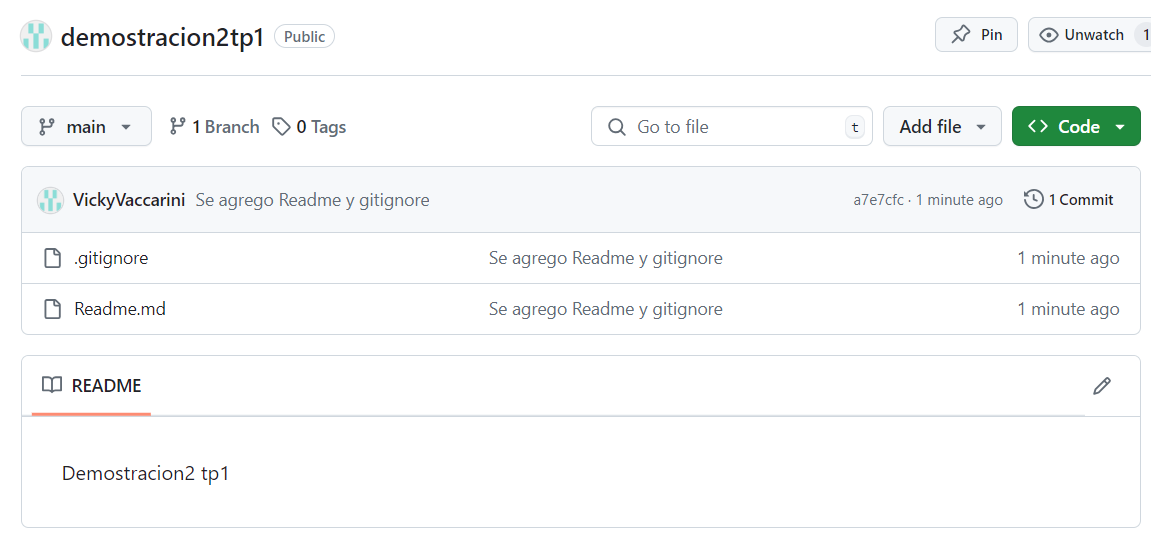 demostracion2tp1 Public Pin Unwatch 1
main 1 Branch 0 Tags Go to file t Add file Code
VickyVaccarini Se agrego Readme y gitignore a7e7cfc · 1 minute ago 1 Commit
.gitignore Se agrego Readme y gitignore 1 minute ago
Readme.md Se agrego Readme y gitignore 1 minute ago
README
Demostracion2 tp1